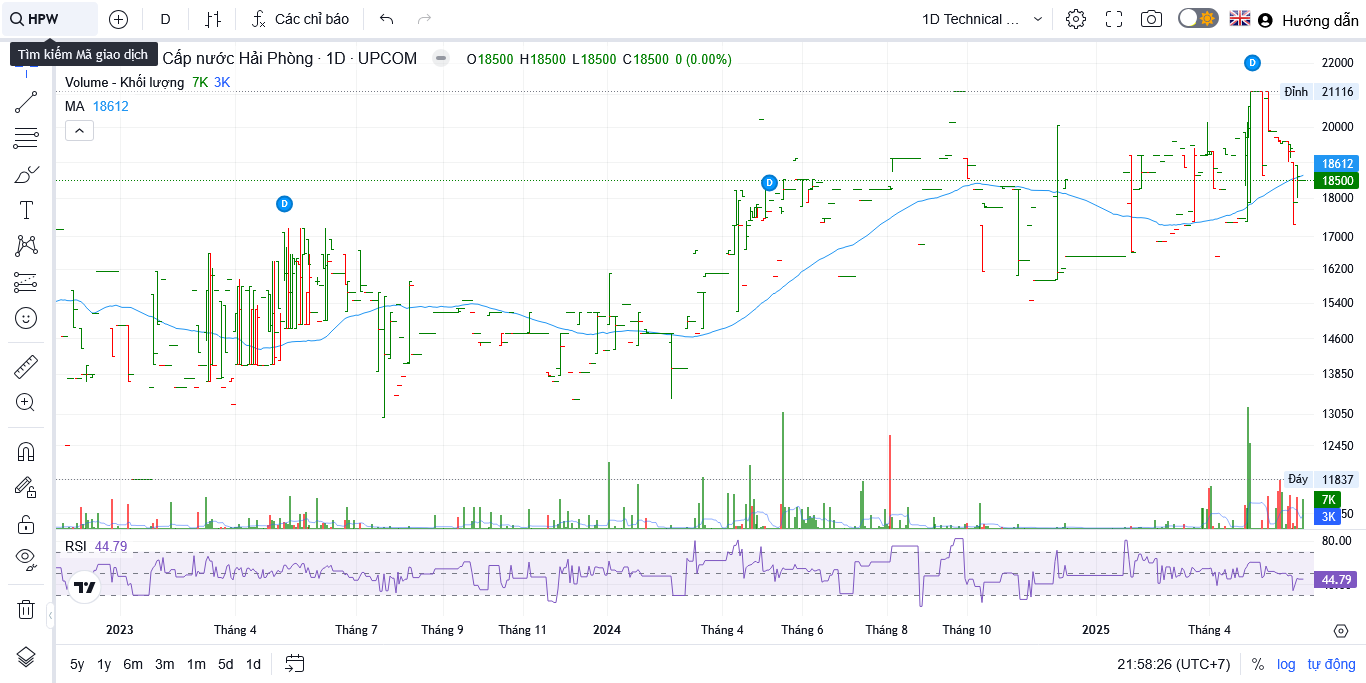 HPW D Các chỉ báo 1D Technical ... Hướng dẫn
Tìm kiếm Mã giao dịch
Cấp nước Hải Phòng · 1D · UPCOM O18500 H18500 L18500 C18500 0 (0.00%)
Volume - Khối lượng 7K 3K
MA 18612
D
D
D
22000
Đỉnh 21116
20000
18612
18500
18000
17000
16200
15400
14600
13850
13050
12450
Đáy 11837
7K
3K
RSI 44.79
80.00
44.79
2023 Tháng 4 Tháng 7 Tháng 9 Tháng 11 2024 Tháng 4 Tháng 6 Tháng 8 Tháng 10 2025 Tháng 4
5y 1y 6m 3m 1m 5d 1d 21:58:26 (UTC+7) % log tự động